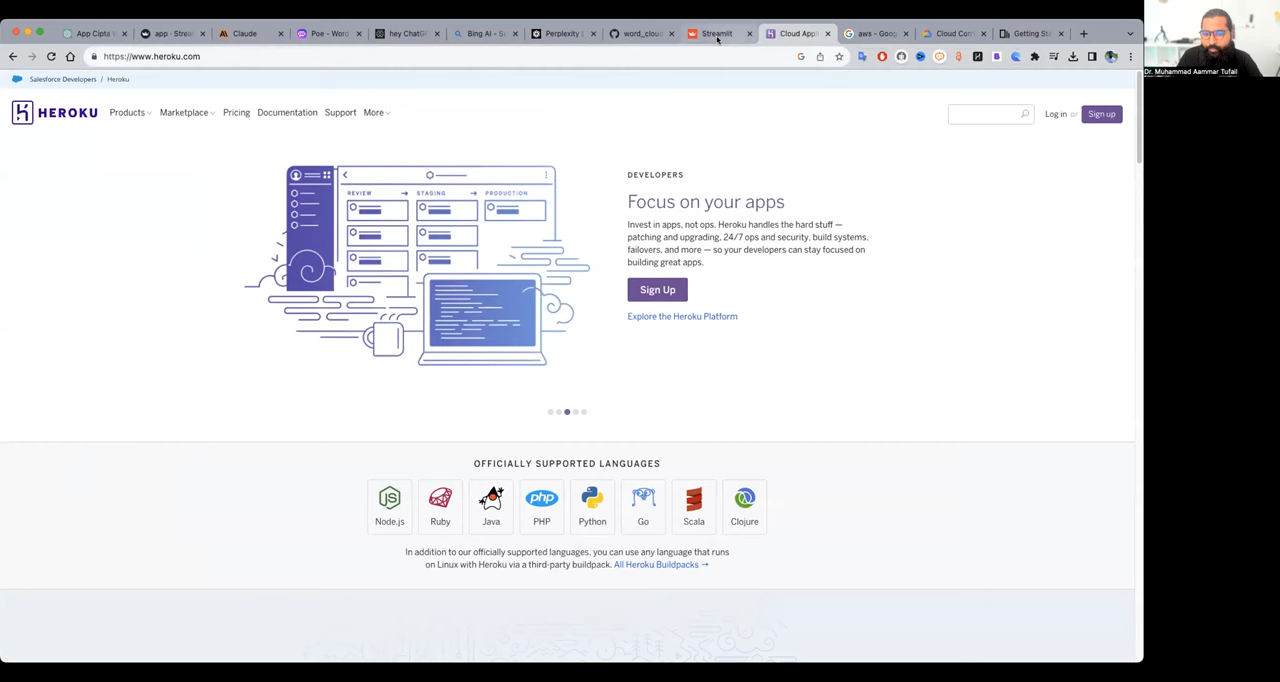 App Cipta
app · Strea
Claude
Poe - Word
hey ChatG
Bing AI - S
Perplexity
word_clou
Streamlit
Cloud Appl
aws - Goog
Cloud Con
Getting Sta
https://www.heroku.com
Dr. Muhammad Aammar Tufail
Salesforce Developers / Heroku
HEROKU
Products
Marketplace
Pricing
Documentation
Support
More
Log in or
Sign up
DEVELOPERS
Focus on your apps
Invest in apps, not ops. Heroku handles the hard stuff —
patching and upgrading, 24/7 ops and security, build systems,
failovers, and more — so your developers can stay focused on
building great apps.
Sign Up
Explore the Heroku Platform
REVIEW
STAGING
PRODUCTION
OFFICIALLY SUPPORTED LANGUAGES
Node.js
Ruby
Java
php
PHP
Python
Go
Scala
Clojure
In addition to our officially supported languages, you can use any language that runs
on Linux with Heroku via a third-party buildpack. All Heroku Buildpacks →